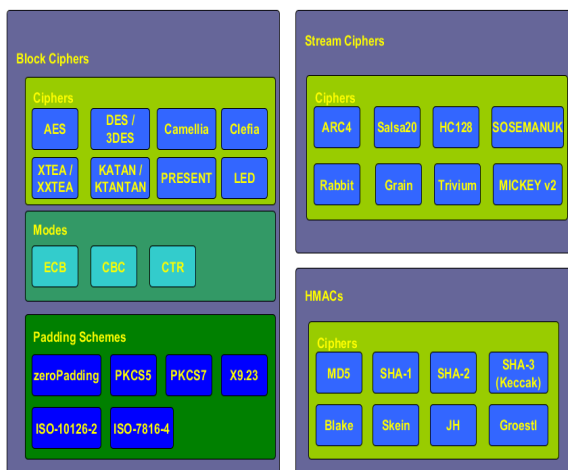 Block Ciphers
Ciphers
AES
DES /
3DES
Camellia
Clefia
XTEA /
XXTEA
KATAN /
KTANTAN
PRESENT
LED
Modes
ECB
CBC
CTR
Padding Schemes
zeroPadding
PKCS5
PKCS7
X9.23
ISO-10126-2
ISO-7816-4
Stream Ciphers
Ciphers
ARC4
Salsa20
HC128
SOSEMANUK
Rabbit
Grain
Trivium
MICKEY v2
HMACs
Ciphers
MD5
SHA-1
SHA-2
SHA-3
(Keccak)
Blake
Skein
JH
Groestl